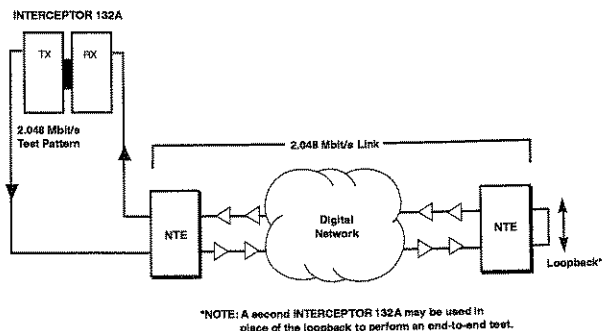 INTERCEPTOR 132A
TX
RX
2.048 Mbit/s
Test Pattern
2.048 Mbit/s Link
NTE
Digital
Network
NTE
Loopback*
*NOTE: A second INTERCEPTOR 132A may be used in
place of the loopback to perform an end-to-end test.